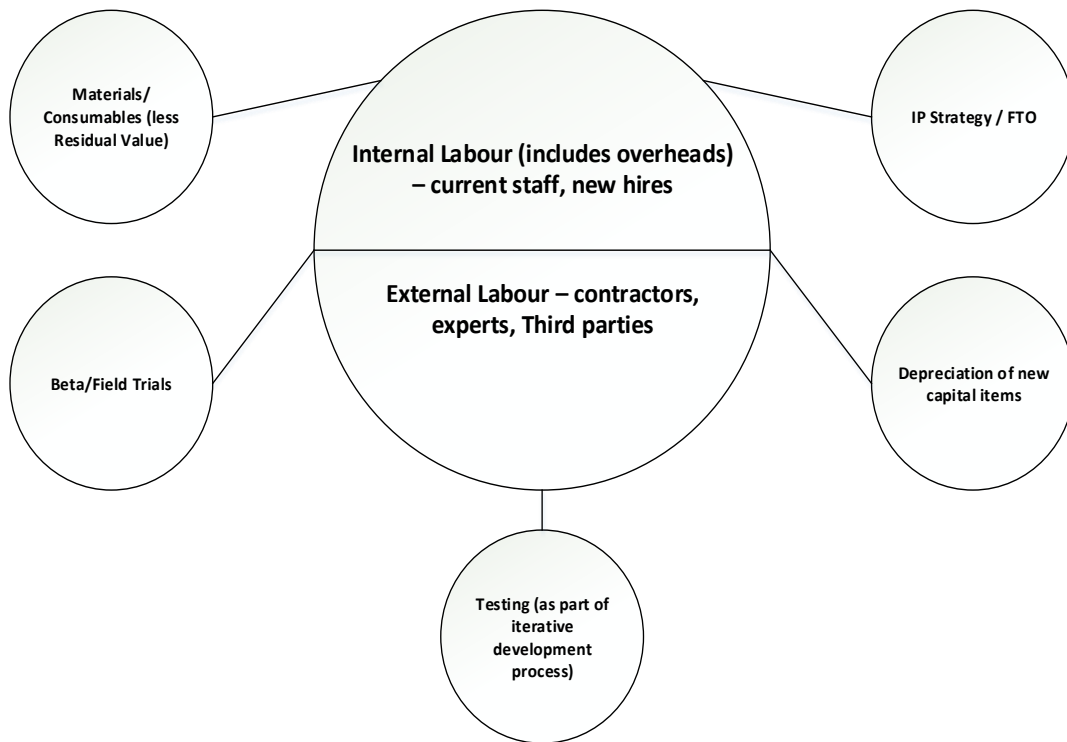 Materials/
Consumables (less
Residual Value)
IP Strategy / FTO
Internal Labour (includes overheads)
– current staff, new hires
External Labour – contractors,
experts, Third parties
Beta/Field Trials
Depreciation of new
capital items
Testing (as part of
iterative
development
process)